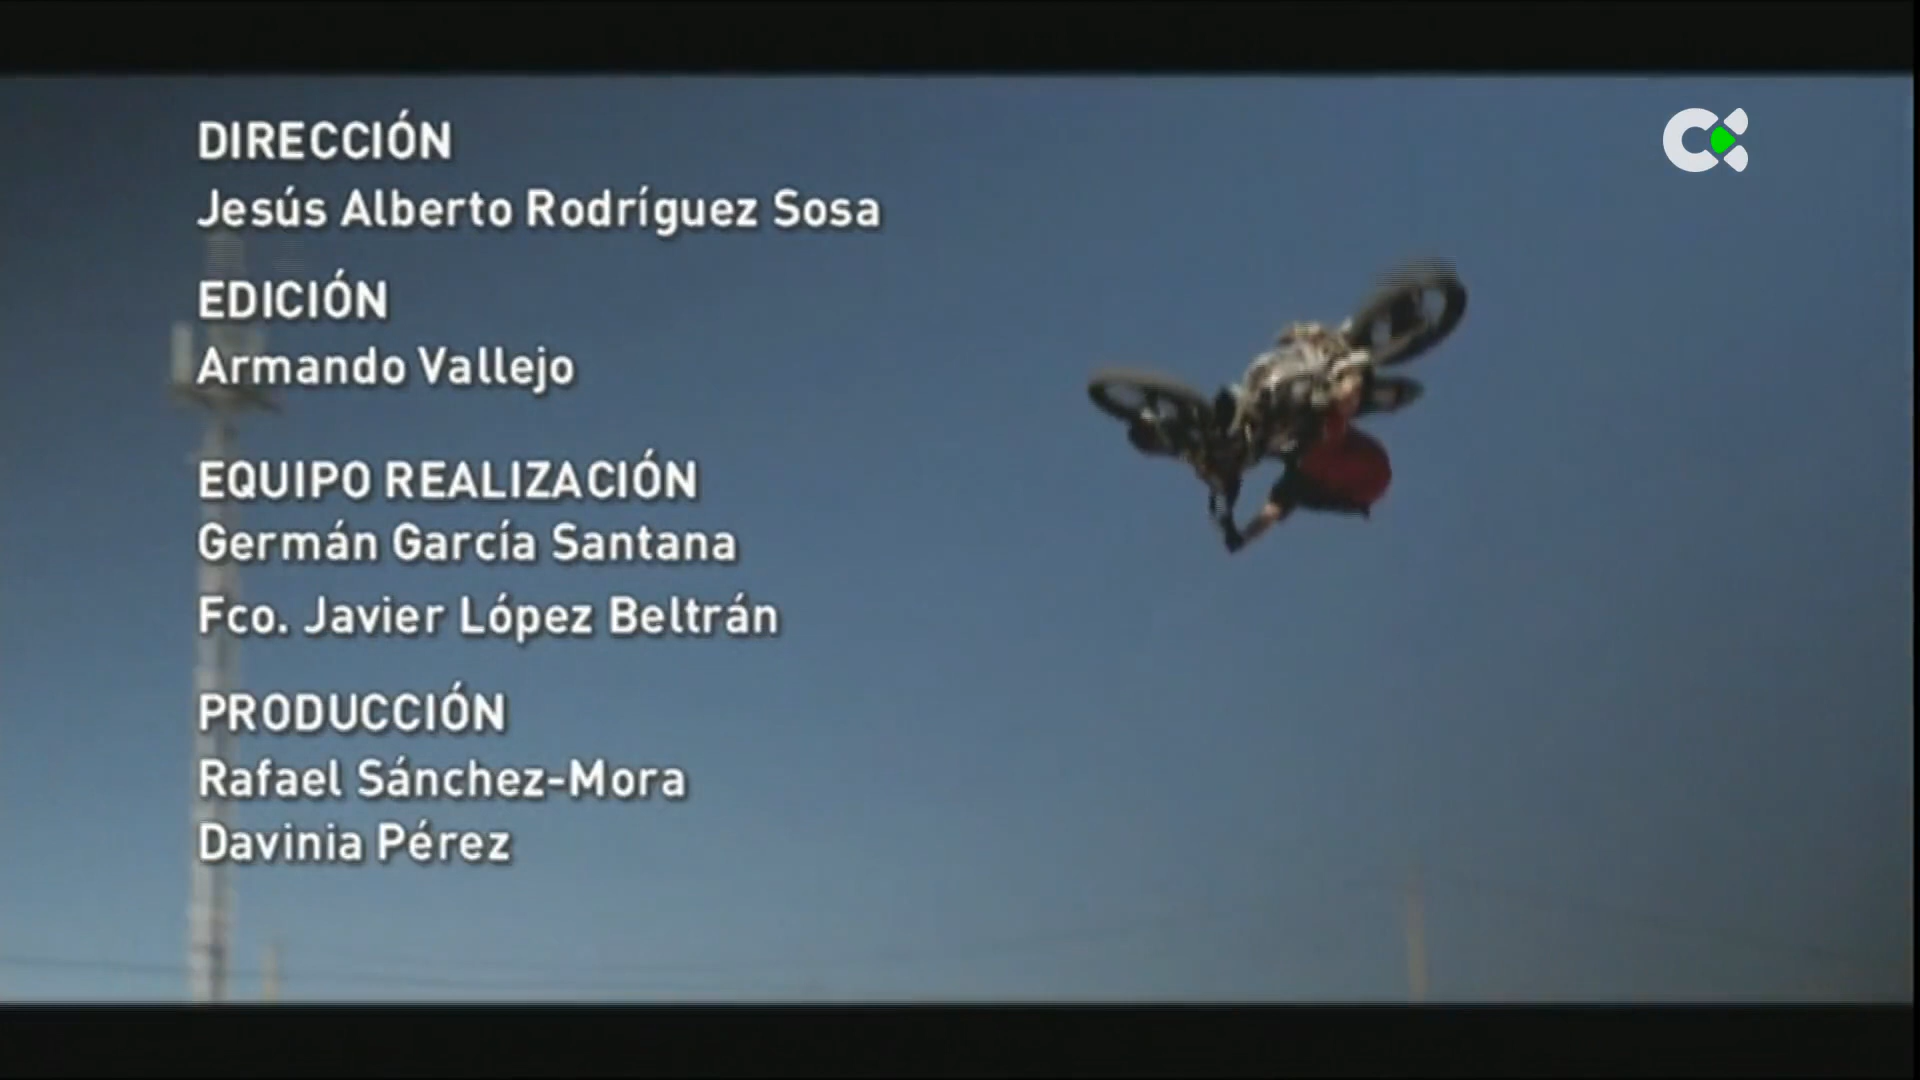 DIRECCIÓN
Jesús Alberto Rodríguez Sosa
EDICIÓN
Armando Vallejo
EQUIPO REALIZACIÓN
Germán García Santana
Fco. Javier López Beltrán
PRODUCCIÓN
Rafael Sánchez-Mora
Davinia Pérez